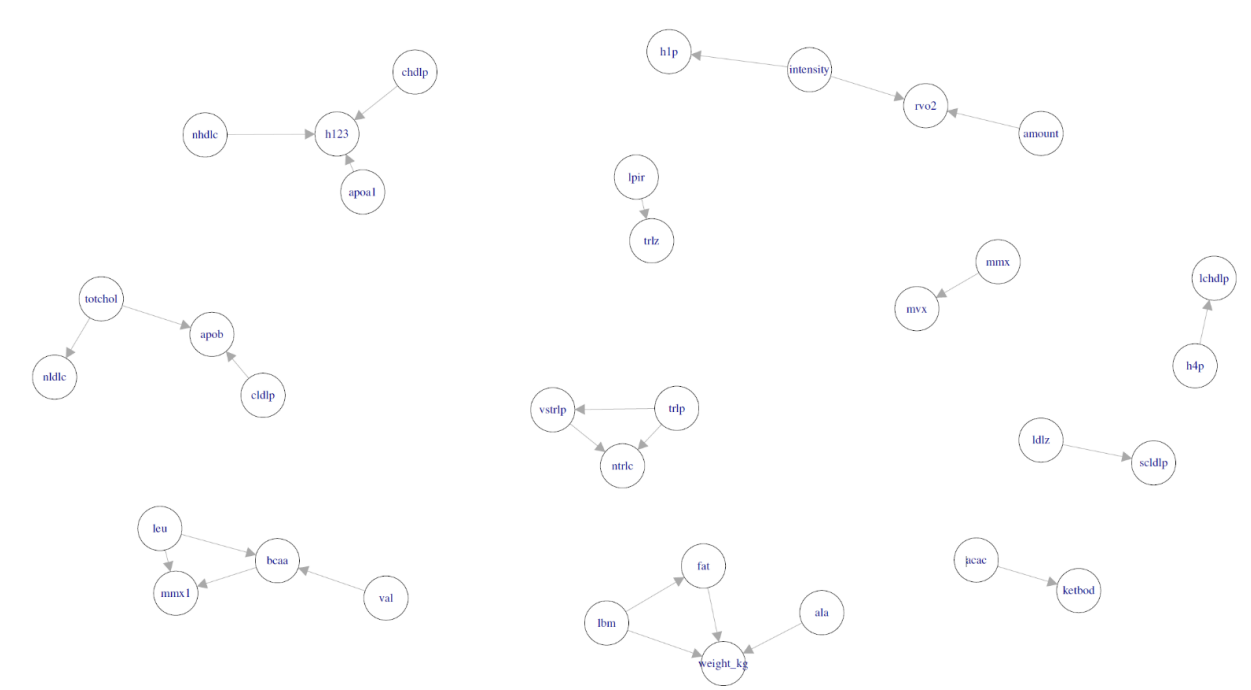 h1p
intensity
chdlp
rvo2
nhdlc
h123
amount
lpir
apoa1
trlz
mmx
lchdlp
totchol
mvx
apob
h4p
nldlc
cldlp
vstrlp
trlp
ldlz
ntrlc
scldlp
leu
bcaa
fat
acac
mmx1
val
ketbod
lbm
ala
weight_kg